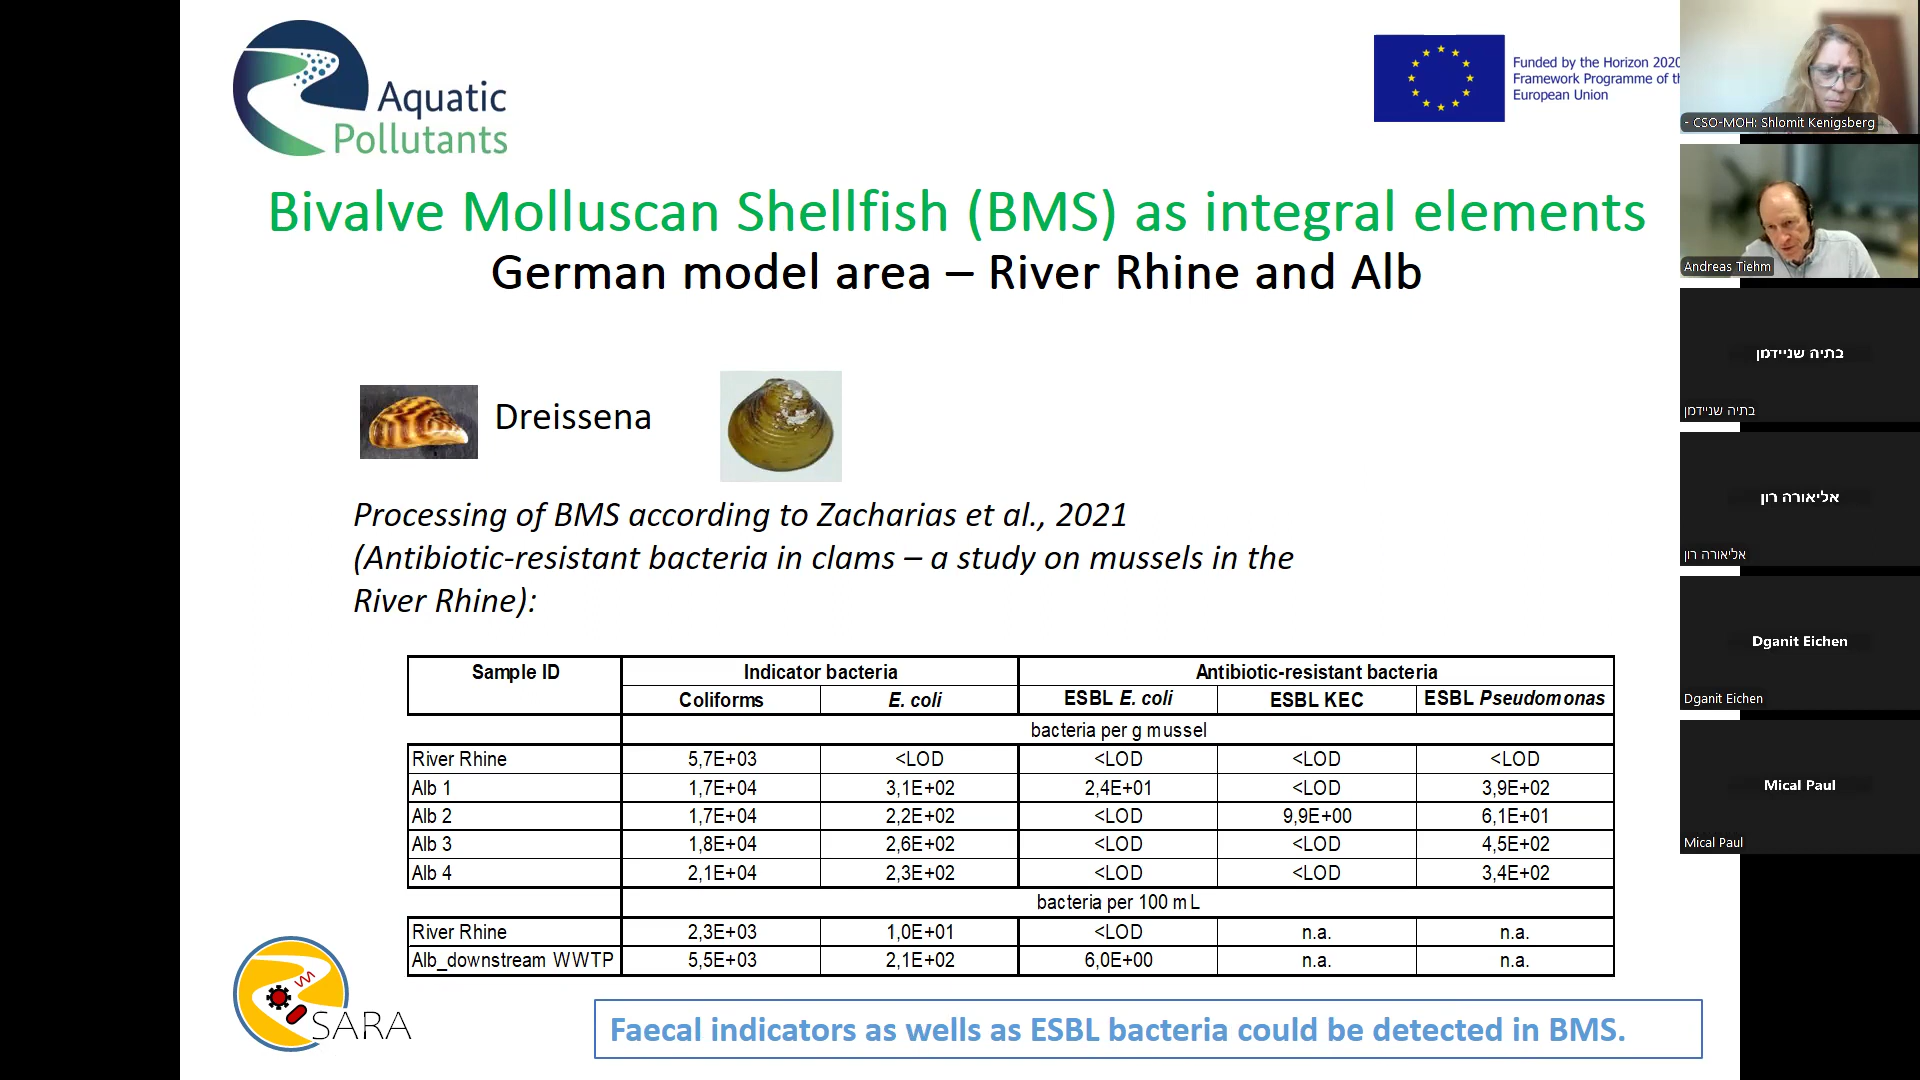 Aquatic
Pollutants
Funded by the Horizon 2020
Framework Programme of th
European Union
Bivalve Molluscan Shellfish (BMS) as integral elements
German model area – River Rhine and Alb
Dreissena
Processing of BMS according to Zacharias et al., 2021
(Antibiotic-resistant bacteria in clams – a study on mussels in the
River Rhine):
Sample ID Indicator bacteria Antibiotic-resistant bacteria
Coliforms E. coli ESBL E. coli ESBL KEC ESBL Pseudomonas
bacteria per g mussel
River Rhine 5,7E+03 <LOD <LOD <LOD <LOD
Alb 1 1,7E+04 3,1E+02 2,4E+01 <LOD 3,9E+02
Alb 2 1,7E+04 2,2E+02 <LOD 9,9E+00 6,1E+01
Alb 3 1,8E+04 2,6E+02 <LOD <LOD 4,5E+02
Alb 4 2,1E+04 2,3E+02 <LOD <LOD 3,4E+02
bacteria per 100 mL
River Rhine 2,3E+03 1,0E+01 <LOD n.a. n.a.
Alb_downstream WWTP 5,5E+03 2,1E+02 6,0E+00 n.a. n.a.
SARA
Faecal indicators as wells as ESBL bacteria could be detected in BMS.
- CSO-MOH: Shlomit Kenigsberg
Andreas Tiehm
בתיה שניידמן
בתיה שניידמן
אליאורה רון
אליאורה רון
Dganit Eichen
Dganit Eichen
Mical Paul
Mical Paul